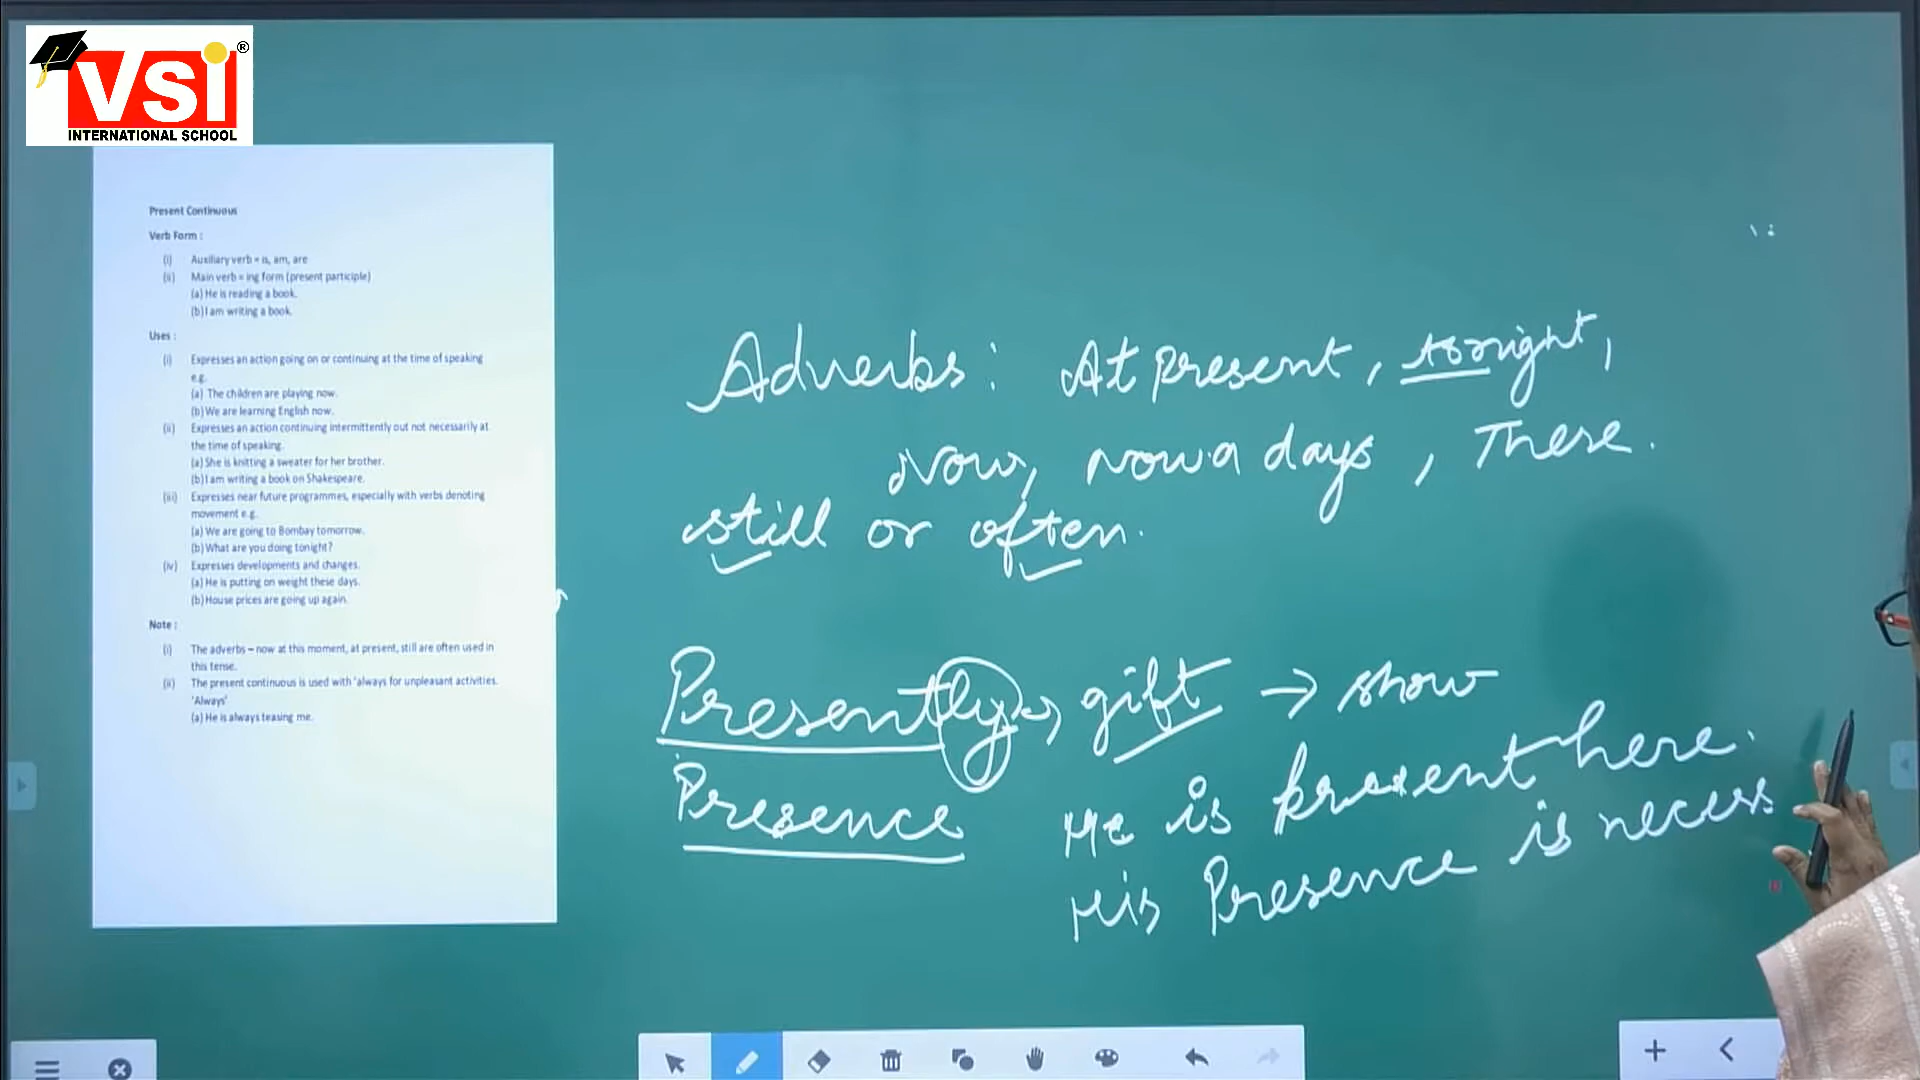 VSI
®
INTERNATIONAL SCHOOL
Present Continuous
Verb Form :
(i) Auxiliary verb = is, am, are
(ii) Main verb = ing form (present participle)
(a) He is reading a book.
(b) I am writing a book.
Uses :
(i) Expresses an action going on or continuing at the time of speaking
e.g.
(a) The children are playing now.
(b) We are learning English now.
(ii) Expresses an action continuing intermittently out not necessarily at
the time of speaking.
(a) She is knitting a sweater for her brother.
(b) I am writing a book on Shakespeare.
(iii) Expresses near future programmes, especially with verbs denoting
movement e.g.
(a) We are going to Bombay tomorrow.
(b) What are you doing tonight?
(iv) Expresses developments and changes.
(a) He is putting on weight these days.
(b) House prices are going up again.
Note :
(i) The adverbs – now at this moment, at present, still are often used in
this tense.
(ii) The present continuous is used with 'always for unpleasant activities.
'Always'
(a) He is always teasing me.
Adverbs : At present, tonight,
Now, nowa days, These.
still or often.
Presently → gift → show
Presence
He is present here.
His Presence is necess